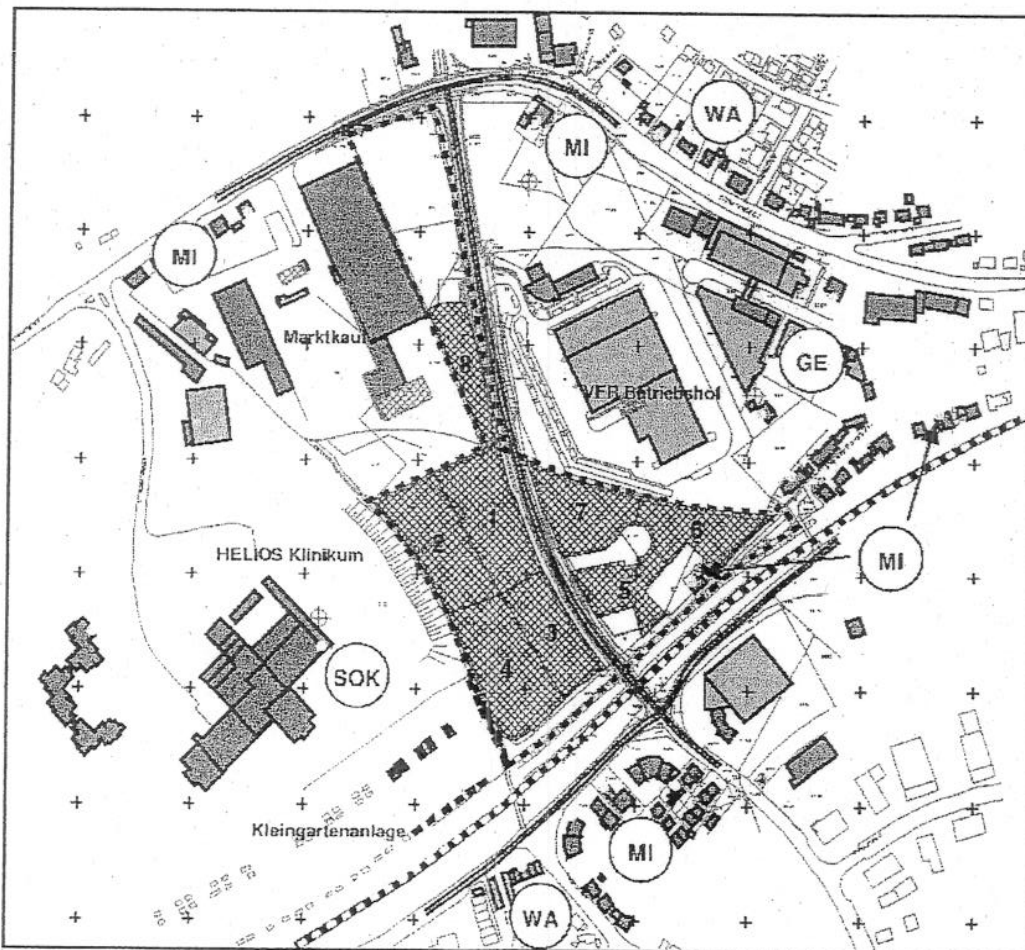 WA
MI
MI
Marktkauf
8
VER Betriebshof
GE
1
7
6
2
HELIOS Klinikum
MI
5
3
4
SOK
Kleingartenanlage
MI
WA